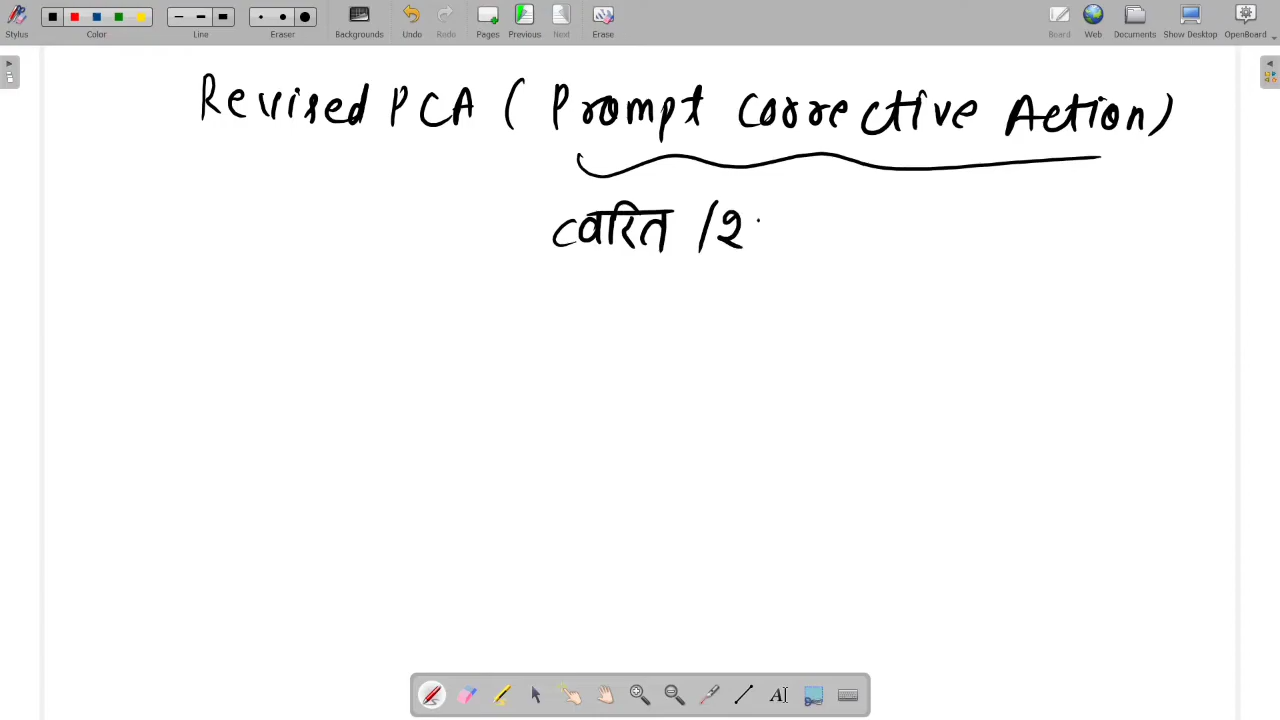 Stylus
Color
Line
Eraser
Backgrounds
Undo
Redo
Pages
Previous
Next
Erase
Board
Web
Documents
Show Desktop
OpenBoard
Revised PCA ( Prompt Corrective Action )
त्वरित /